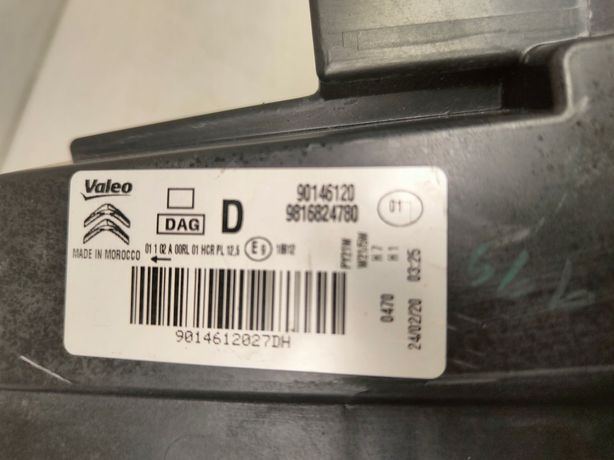 Valeo
MADE IN MOROCCO
DAG
D
90146120
9816824780
01
01 1 02 A 00RL 01 HCR PL 12,5
E
PY21W
W21/5W
H7
H1
0470
24/02/20 03:25
9014612027DH